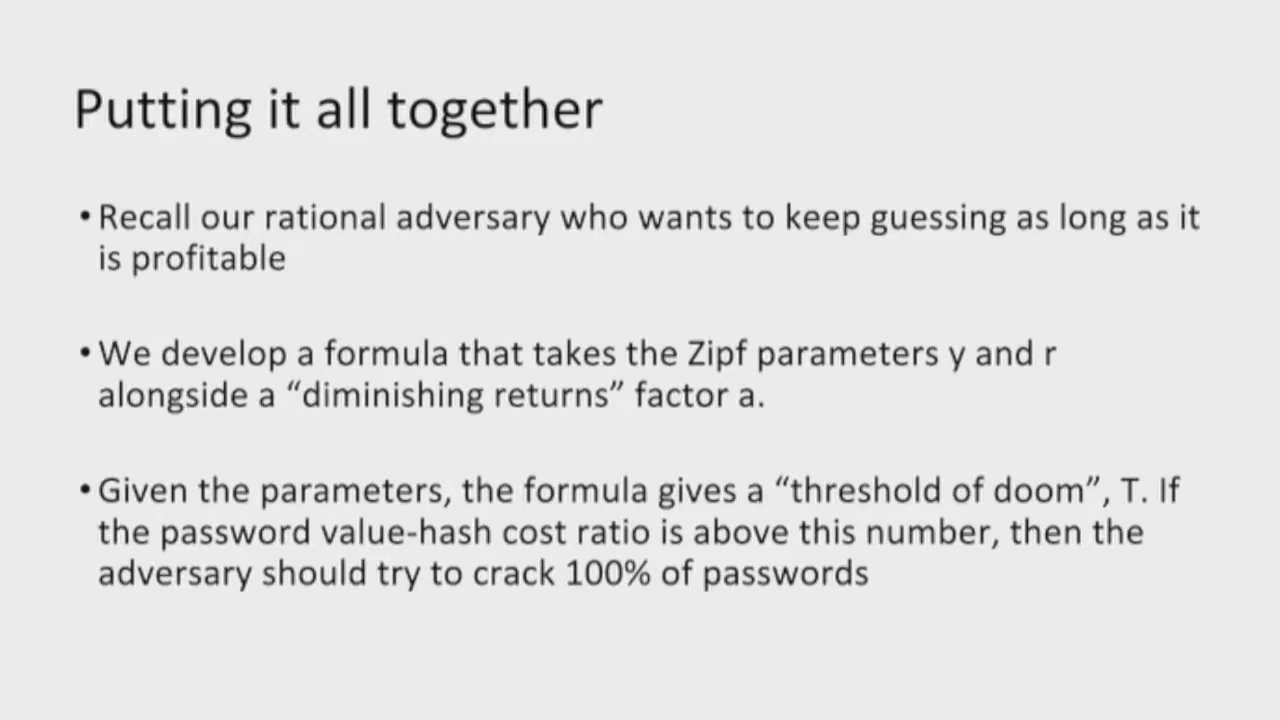 Putting it all together
• Recall our rational adversary who wants to keep guessing as long as it
is profitable
• We develop a formula that takes the Zipf parameters y and r
alongside a “diminishing returns” factor a.
• Given the parameters, the formula gives a “threshold of doom”, T. If
the password value-hash cost ratio is above this number, then the
adversary should try to crack 100% of passwords